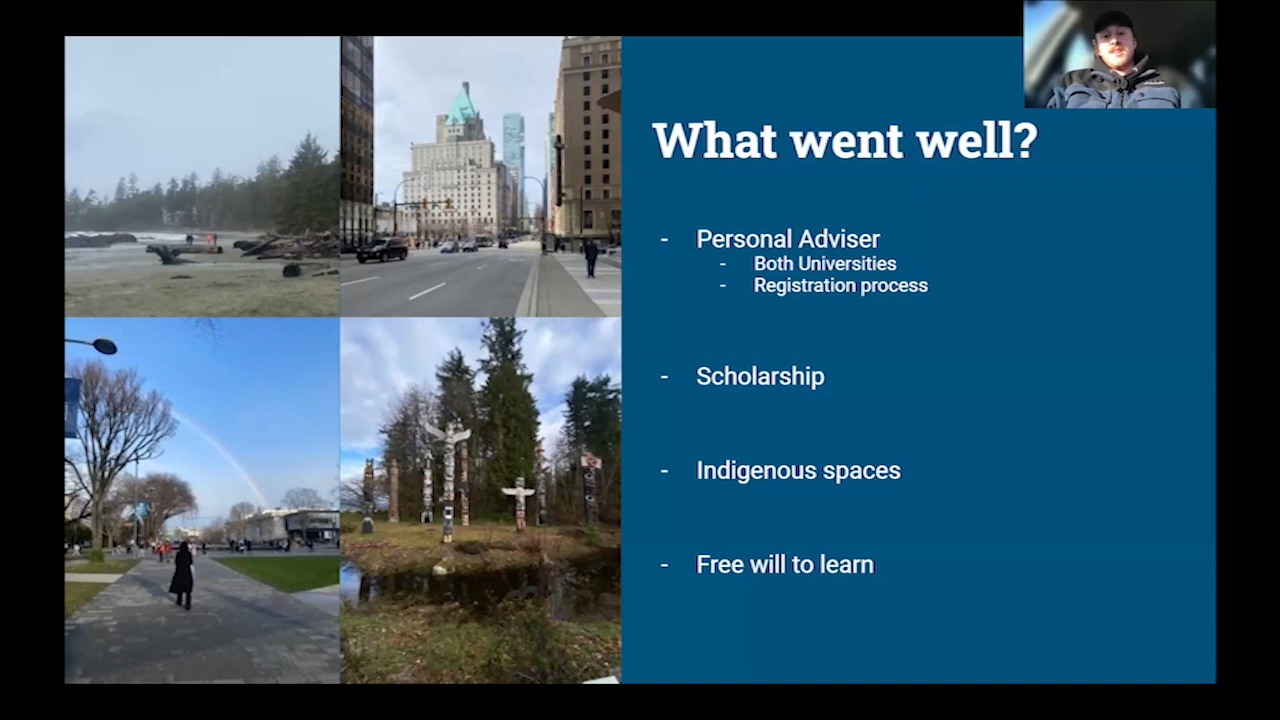 What went well?
- Personal Adviser
- Both Universities
- Registration process
- Scholarship
- Indigenous spaces
- Free will to learn